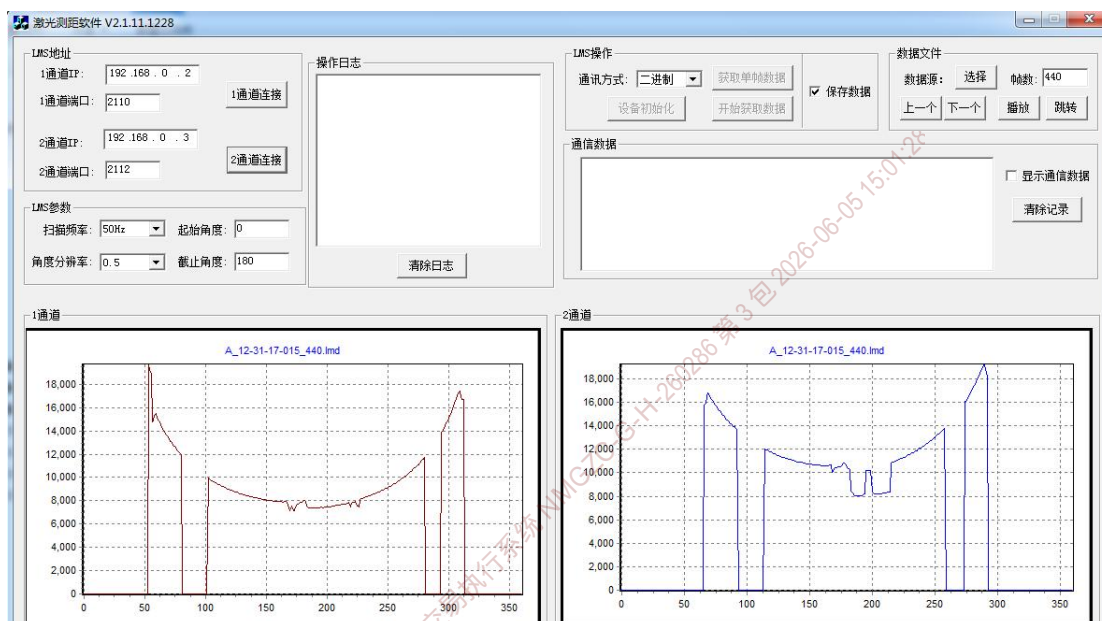 激光测距软件 V2.1.11.1228
LMS地址
1通道IP: 192 .168 . 0 . 2
1通道端口: 2110
1通道连接
2通道IP: 192 .168 . 0 . 3
2通道端口: 2112
2通道连接
LMS参数
扫描频率: 50Hz 起始角度: 0
角度分辨率: 0.5 截止角度: 180
操作日志
清除日志
LMS操作
通讯方式: 二进制 获取单帧数据
设备初始化 开始获取数据
保存数据
数据文件
数据源: 选择 帧数: 440
上一个 下一个 播放 跳转
通信数据
显示通信数据
清除记录
1通道
A_12-31-17-015_440.lmd
18,000
16,000
14,000
12,000
10,000
8,000
6,000
4,000
2,000
0
0 50 100 150 200 250 300 350
2通道
A_12-31-17-015_440.lmd
18,000
16,000
14,000
12,000
10,000
8,000
6,000
4,000
2,000
0
0 50 100 150 200 250 300 350
交易执行系统 NMGZC-G-H-260286 第 3 包 2026-06-05 15:01:28